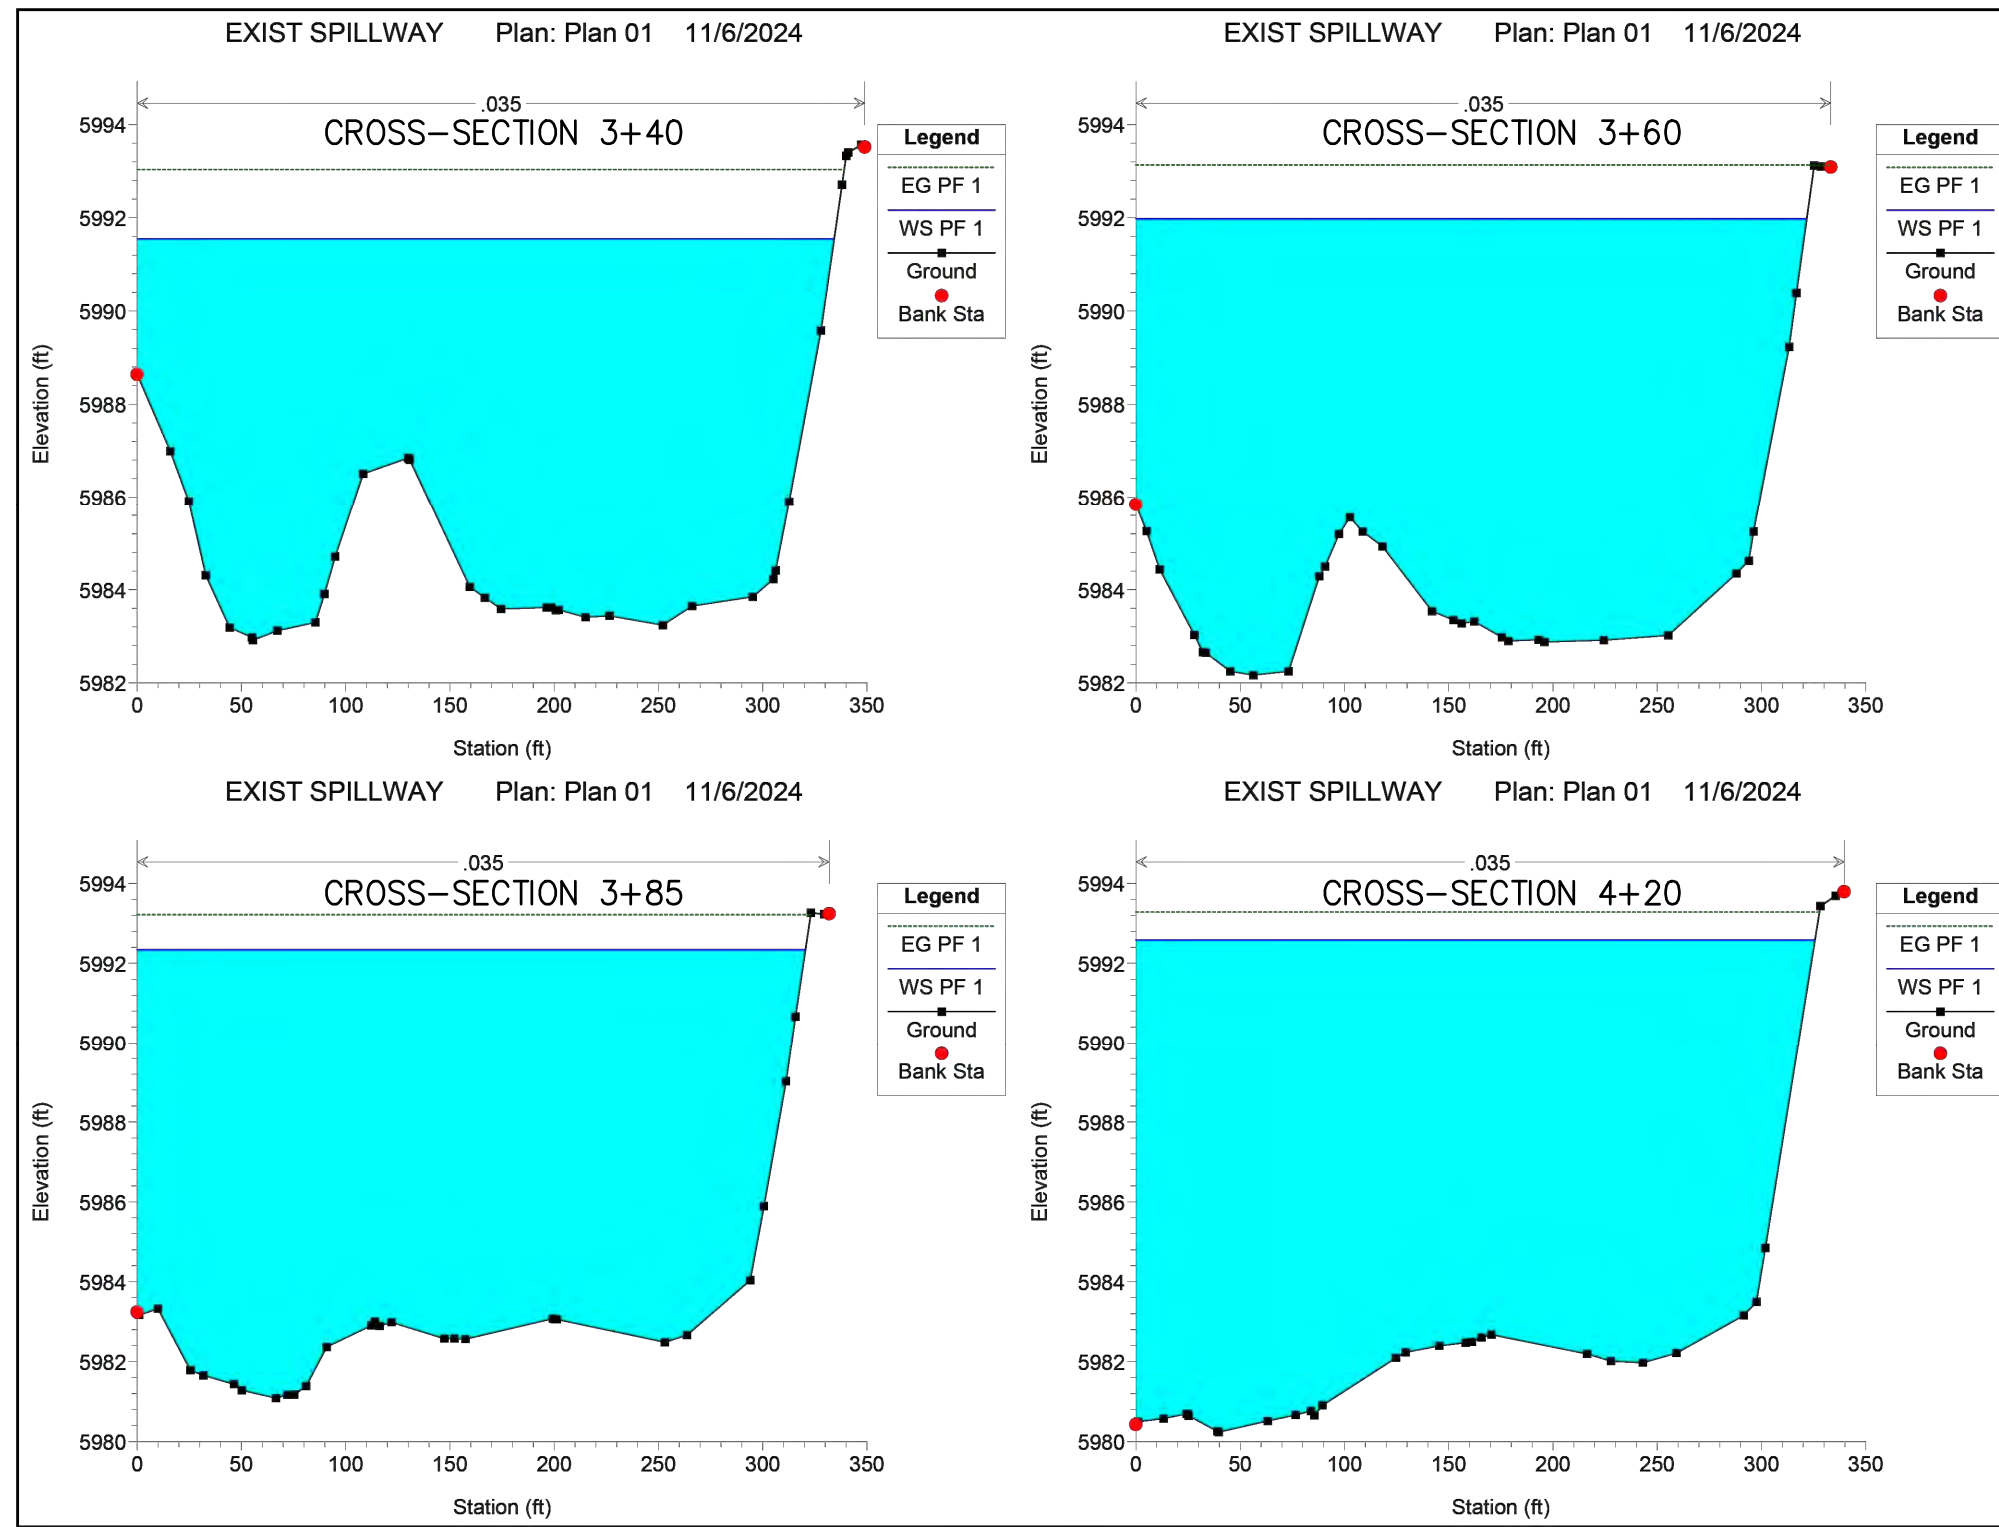 EXIST SPILLWAY Plan: Plan 01 11/6/2024
.035
CROSS-SECTION 3+40
5994
5992
5990
5988
5986
5984
5982
Elevation (ft)
0 50 100 150 200 250 300 350
Station (ft)
Legend
EG PF 1
WS PF 1
Ground
Bank Sta
EXIST SPILLWAY Plan: Plan 01 11/6/2024
.035
CROSS-SECTION 3+60
5994
5992
5990
5988
5986
5984
5982
Elevation (ft)
0 50 100 150 200 250 300 350
Station (ft)
Legend
EG PF 1
WS PF 1
Ground
Bank Sta
EXIST SPILLWAY Plan: Plan 01 11/6/2024
.035
CROSS-SECTION 3+85
5994
5992
5990
5988
5986
5984
5982
5980
Elevation (ft)
0 50 100 150 200 250 300 350
Station (ft)
Legend
EG PF 1
WS PF 1
Ground
Bank Sta
EXIST SPILLWAY Plan: Plan 01 11/6/2024
.035
CROSS-SECTION 4+20
5994
5992
5990
5988
5986
5984
5982
5980
Elevation (ft)
0 50 100 150 200 250 300 350
Station (ft)
Legend
EG PF 1
WS PF 1
Ground
Bank Sta